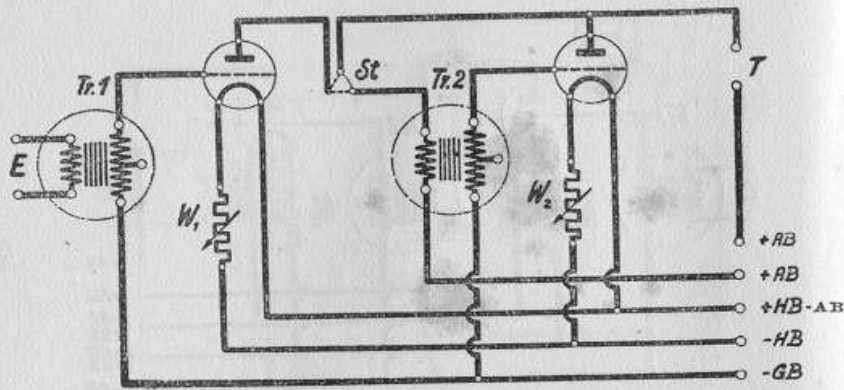 Tr.1
St
Tr.2
T
E
W1
W2
+AB
+AB
+HB-AB
-HB
-GB